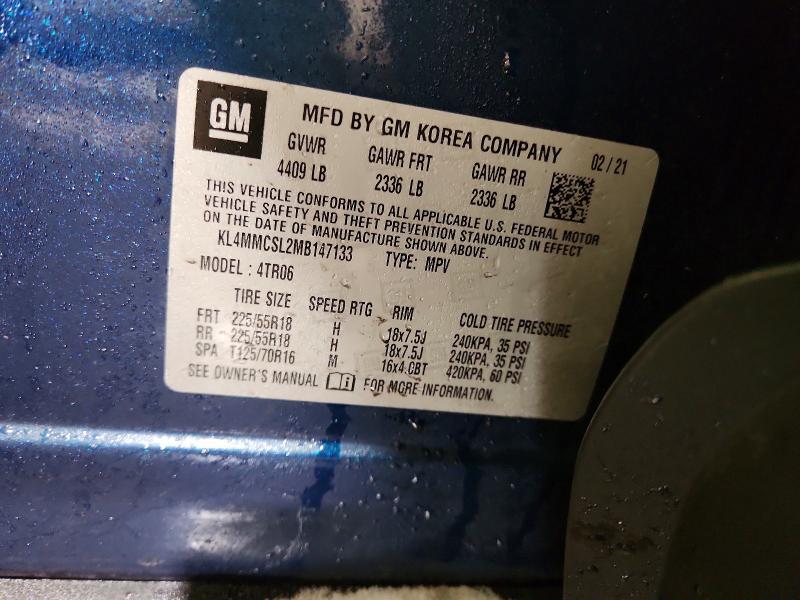 GM
MFD BY GM KOREA COMPANY 02 / 21
GVWR GAWR FRT GAWR RR
4409 LB 2336 LB 2336 LB
THIS VEHICLE CONFORMS TO ALL APPLICABLE U.S. FEDERAL MOTOR
VEHICLE SAFETY AND THEFT PREVENTION STANDARDS IN EFFECT
ON THE DATE OF MANUFACTURE SHOWN ABOVE.
KL4MMCSL2MB147133 TYPE: MPV
MODEL : 4TR06
TIRE SIZE SPEED RTG RIM COLD TIRE PRESSURE
FRT 225/55R18 H 18x7.5J 240KPA, 35 PSI
RR 225/55R18 H 18x7.5J 240KPA, 35 PSI
SPA T125/70R16 M 16x4 CBT 420KPA, 60 PSI
SEE OWNER'S MANUAL FOR MORE INFORMATION.